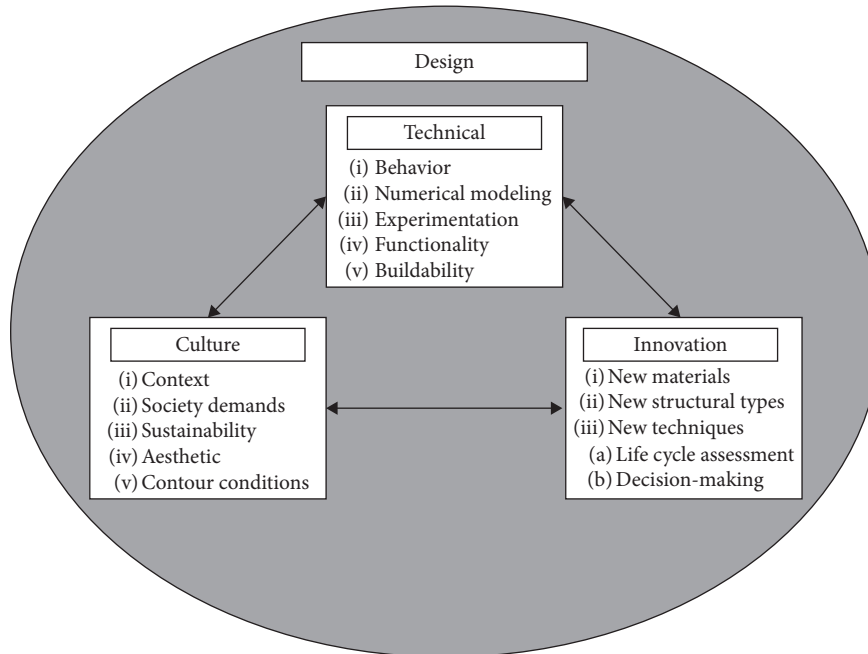 Design
Technical
(i) Behavior
(ii) Numerical modeling
(iii) Experimentation
(iv) Functionality
(v) Buildability
Culture
(i) Context
(ii) Society demands
(iii) Sustainability
(iv) Aesthetic
(v) Contour conditions
Innovation
(i) New materials
(ii) New structural types
(iii) New techniques
(a) Life cycle assessment
(b) Decision-making